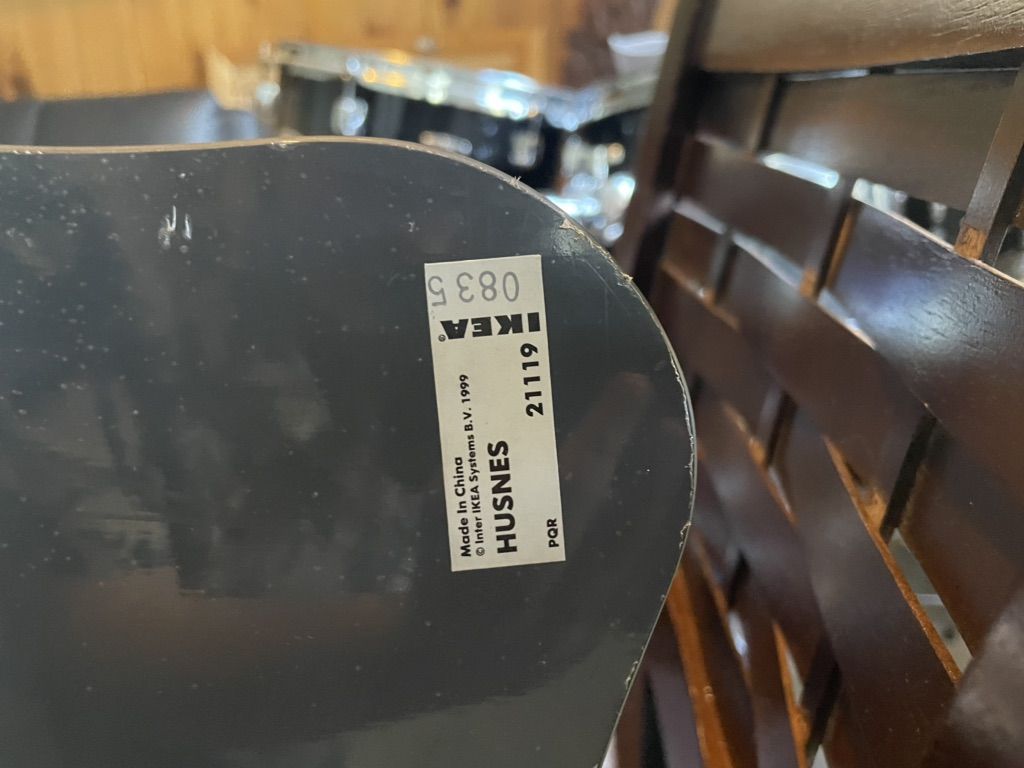 Made In China
© Inter IKEA Systems B.V. 1999
HUSNES
21119
PQR
IKEA®
0835